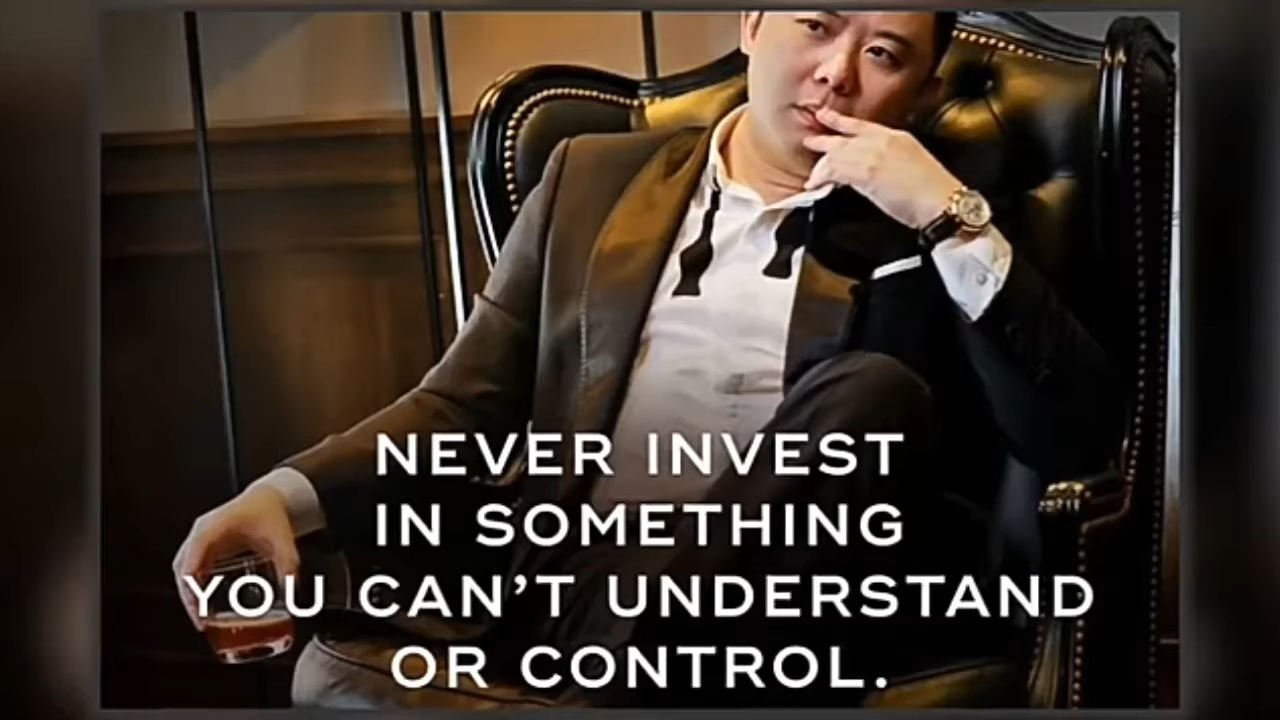 NEVER INVEST
IN SOMETHING
YOU CAN’T UNDERSTAND
OR CONTROL.